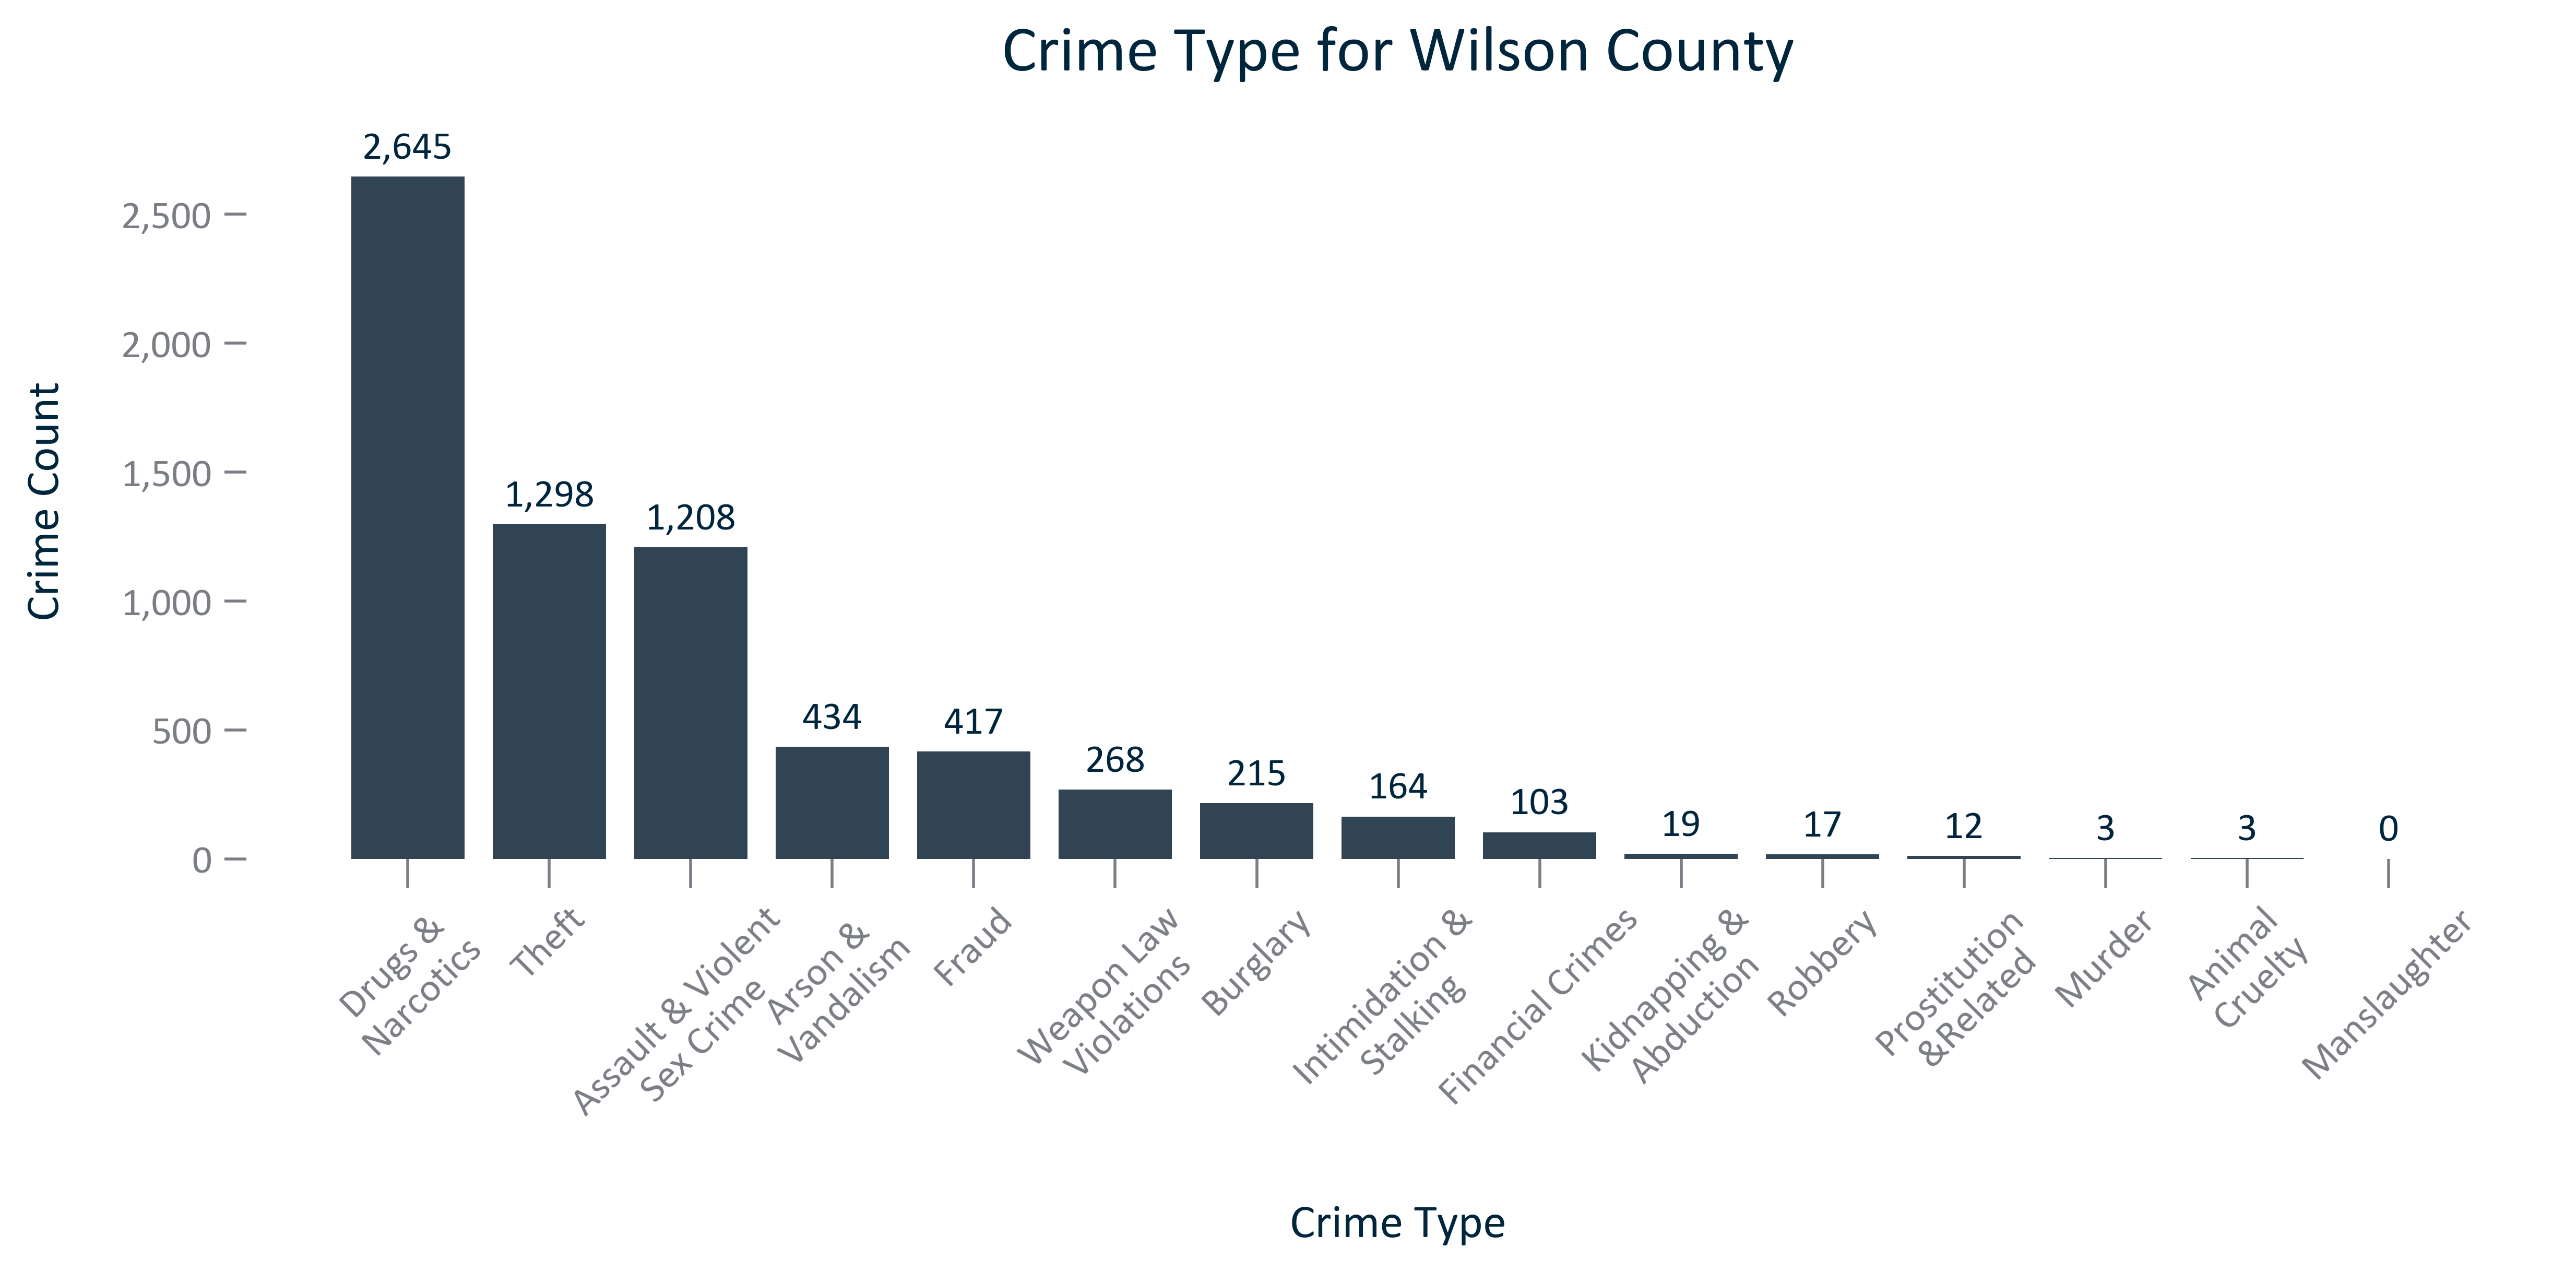 Crime Type for Wilson County
Crime Count
2,500
2,000
1,500
1,000
500
0
2,645
1,298
1,208
434
417
268
215
164
103
19
17
12
3
3
0
Drugs &
Narcotics
Theft
Assault & Violent
Sex Crime
Arson &
Vandalism
Fraud
Weapon Law
Violations
Burglary
Intimidation &
Stalking
Financial Crimes
Kidnapping &
Abduction
Robbery
Prostitution
&Related
Murder
Animal
Cruelty
Manslaughter
Crime Type